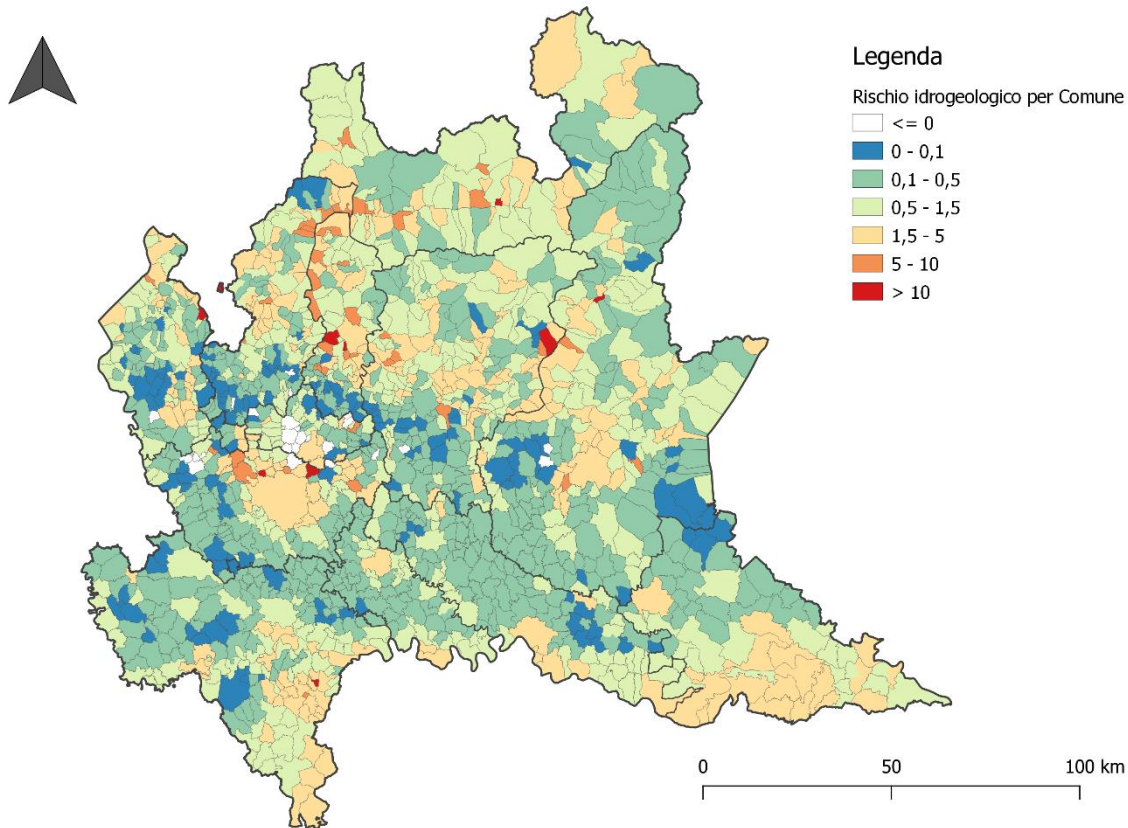 Legenda
Rischio idrogeologico per Comune
<= 0
0 - 0,1
0,1 - 0,5
0,5 - 1,5
1,5 - 5
5 - 10
> 10
0 50 100 km